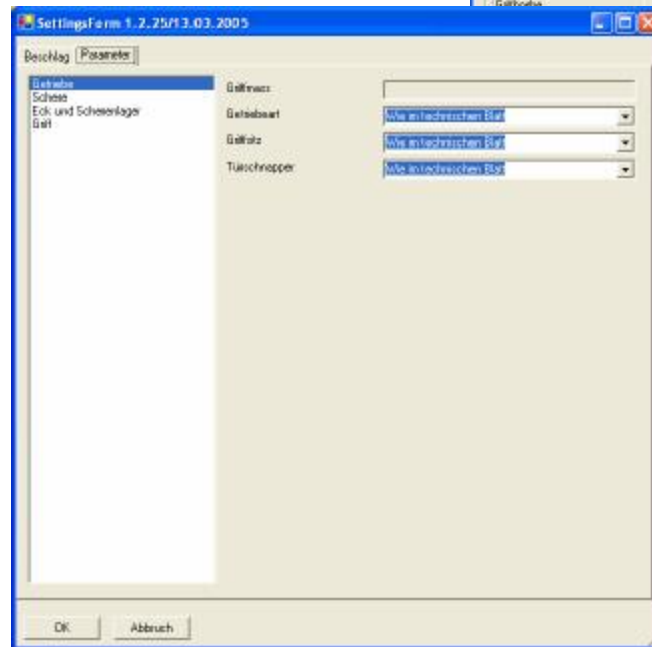 Griffhoehe
SettingsForm 1.2.25/13.03.2005
Beschlag Parameter
Getriebe
Schere
Eck und Scherenlager
Griff
Griffmass
Getriebeart Wie im technischen Blatt
Griffsitz Wie im technischen Blatt
Türschnapper Wie im technischen Blatt
OK Abbruch